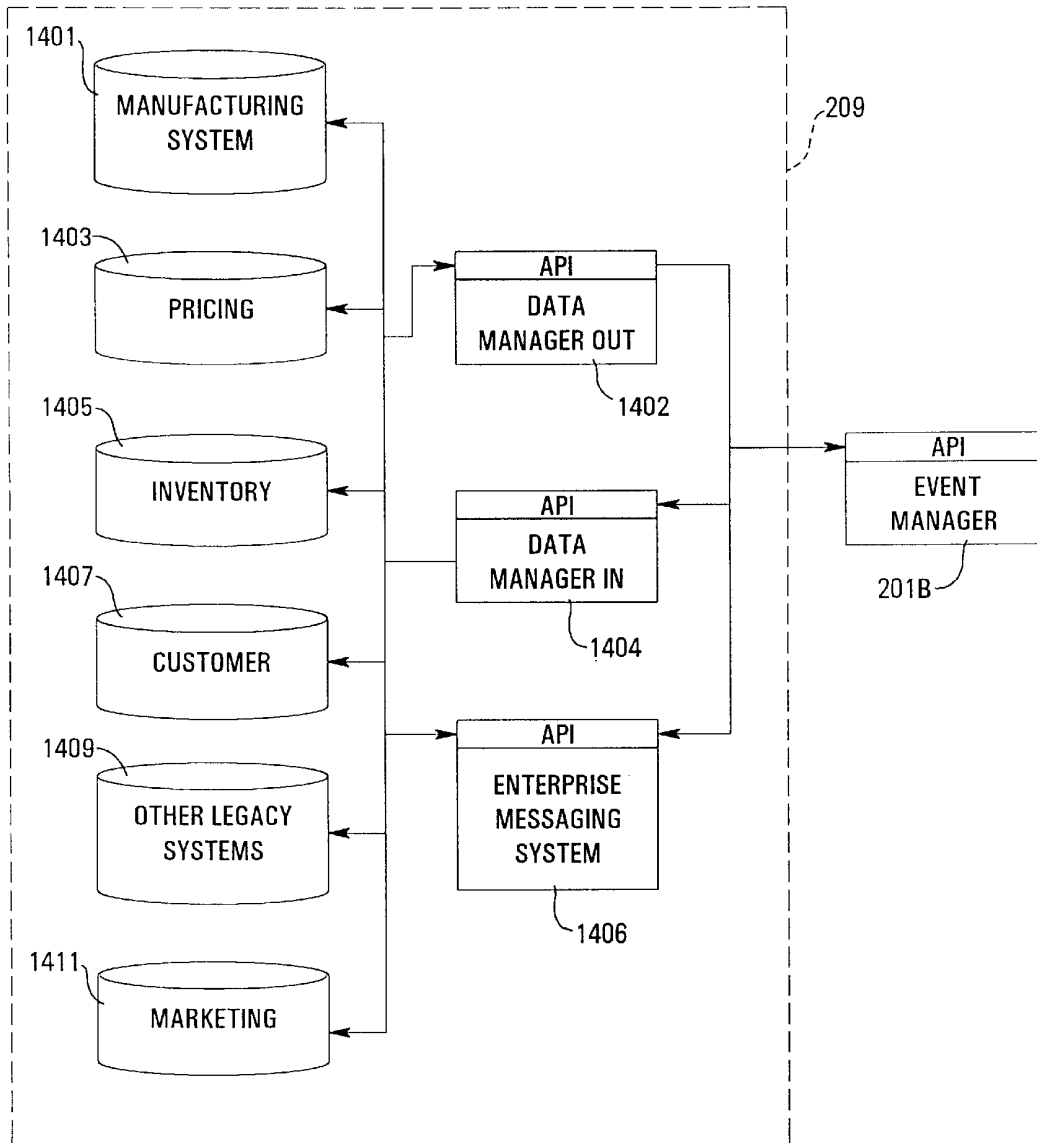 1401
MANUFACTURING
SYSTEM
209
1403
PRICING
API
DATA
MANAGER OUT
1402
1405
INVENTORY
API
EVENT
MANAGER
201B
API
DATA
MANAGER IN
1404
1407
CUSTOMER
1409
OTHER LEGACY
SYSTEMS
API
ENTERPRISE
MESSAGING
SYSTEM
1406
1411
MARKETING